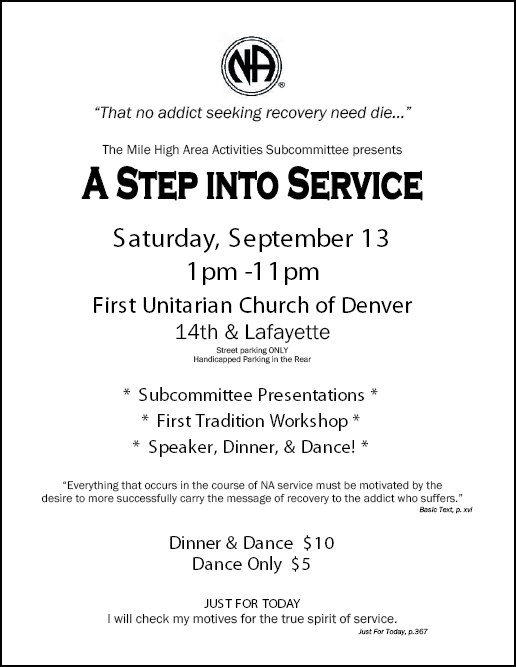 NA®
“That no addict seeking recovery need die...”
The Mile High Area Activities Subcommittee presents
A STEP INTO SERVICE
Saturday, September 13
1pm -11pm
First Unitarian Church of Denver
14th & Lafayette
Street parking ONLY
Handicapped Parking in the Rear
* Subcommittee Presentations *
* First Tradition Workshop *
* Speaker, Dinner, & Dance! *
“Everything that occurs in the course of NA service must be motivated by the
desire to more successfully carry the message of recovery to the addict who suffers.”
Basic Text, p. xvi
Dinner & Dance $10
Dance Only $5
JUST FOR TODAY
I will check my motives for the true spirit of service.
Just For Today, p.367